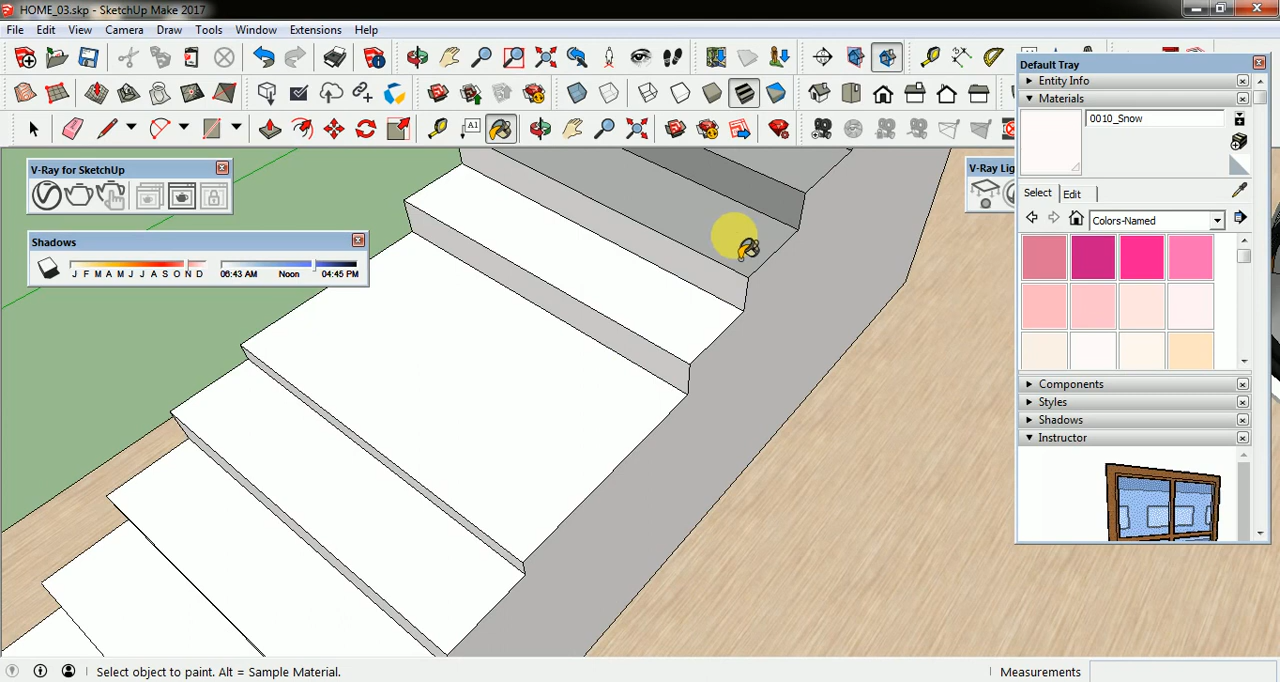 HOME_03.skp - SketchUp Make 2017
File Edit View Camera Draw Tools Window Extensions Help
Default Tray
Entity Info
Materials
0010_Snow
Select Edit
Colors-Named
Components
Styles
Shadows
Instructor
V-Ray for SketchUp
Shadows
J F M A M J J A S O N D 06:43 AM Noon 04:45 PM
A1
V-Ray Lig
Select object to paint. Alt = Sample Material.
Measurements